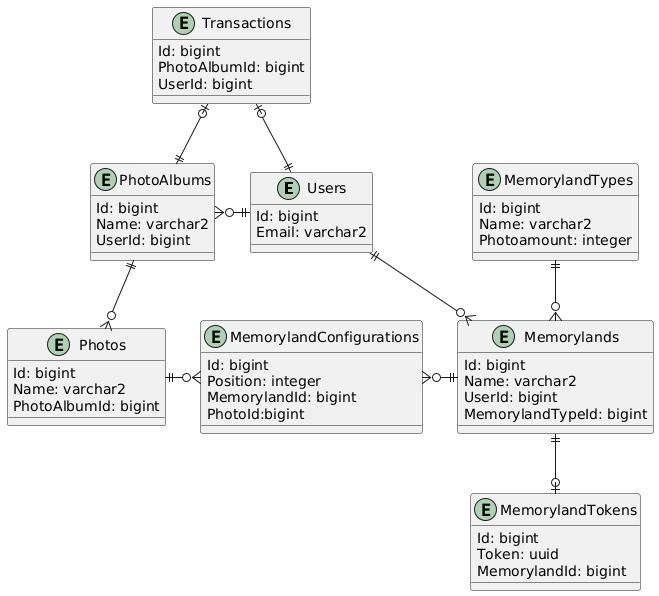 E Transactions
Id: bigint
PhotoAlbumId: bigint
UserId: bigint
E PhotoAlbums
Id: bigint
Name: varchar2
UserId: bigint
E Users
Id: bigint
Email: varchar2
E MemorylandTypes
Id: bigint
Name: varchar2
Photoamount: integer
E Photos
Id: bigint
Name: varchar2
PhotoAlbumId: bigint
E MemorylandConfigurations
Id: bigint
Position: integer
MemorylandId: bigint
PhotoId:bigint
E Memorylands
Id: bigint
Name: varchar2
UserId: bigint
MemorylandTypeId: bigint
E MemorylandTokens
Id: bigint
Token: uuid
MemorylandId: bigint